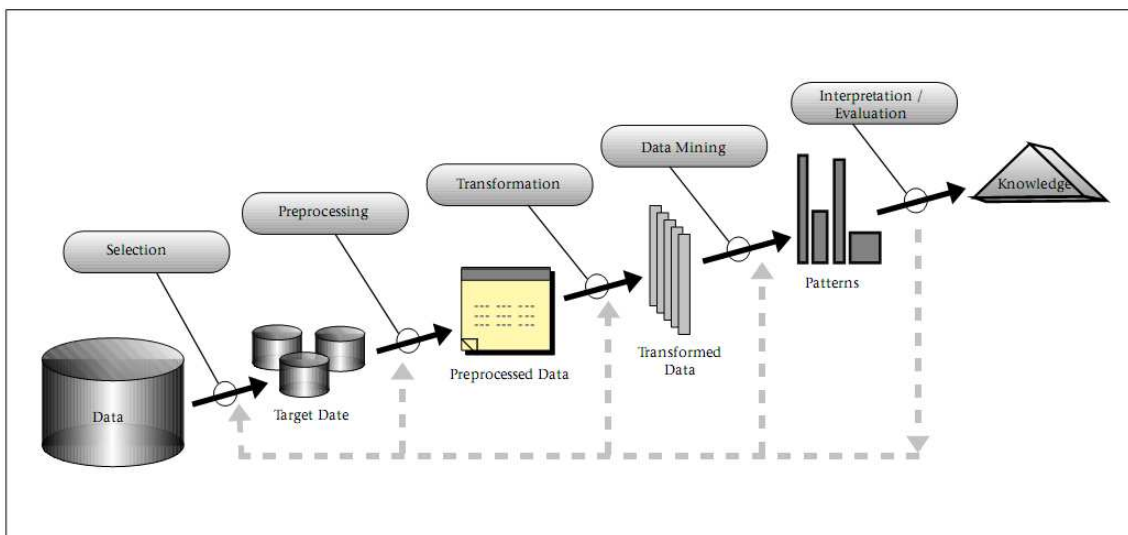 Interpretation /
Evaluation
Data Mining
Transformation
Preprocessing
Selection
Knowledge
Patterns
Transformed
Data
Preprocessed Data
Target Date
Data
--- --- ---
--- --- ---
--- --- ---